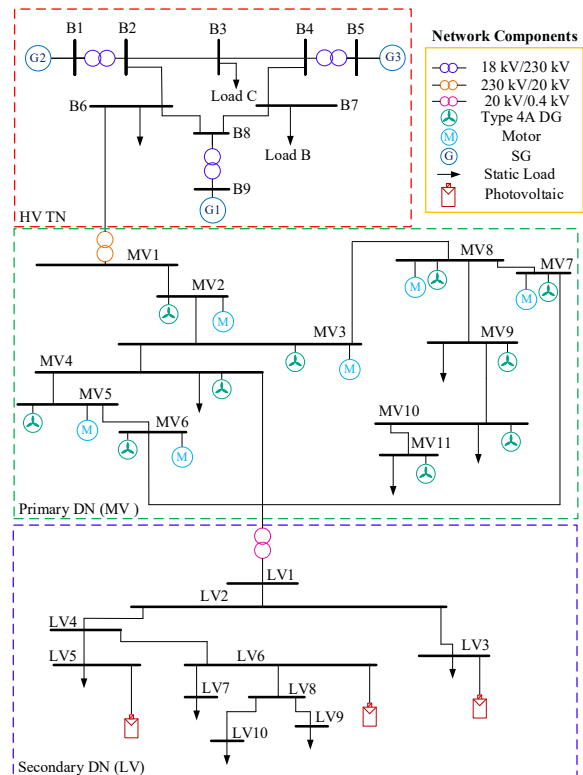 B1 B2 B3 B4 B5
G2 G3
Load C
B6 B7
B8
Load B
B9
G1
HV TN
Network Components
18 kV/230 kV
230 kV/20 kV
20 kV/0.4 kV
Type 4A DG
M Motor
G SG
Static Load
Photovoltaic
MV1
MV8
MV7
MV2
M M
M
MV3
MV9
M
MV4
MV5
MV10
M MV6
MV11
M
Primary DN (MV )
LV1
LV2
LV4
LV3
LV5 LV6
LV7 LV8
LV10 LV9
Secondary DN (LV)